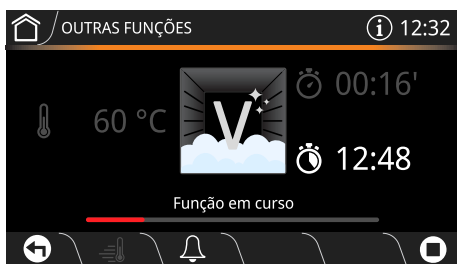 OUTRAS FUNÇÕES
i 12:32
60 °C
V
00:16'
12:48
Função em curso